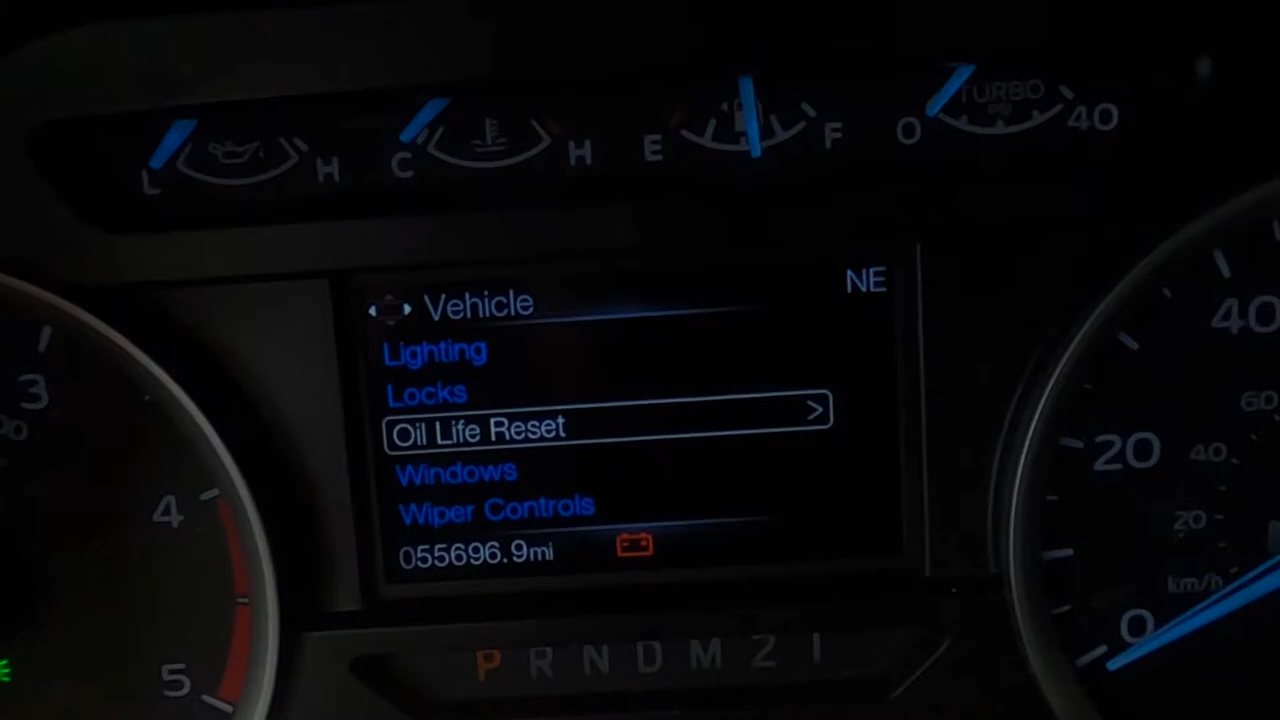 L H C H E F O TURBO 40
Vehicle NE
Lighting
Locks
Oil Life Reset >
Windows
Wiper Controls
055696.9mi
P R N D M 2 1
3
4
5
40
60
20 40
20
km/h
0